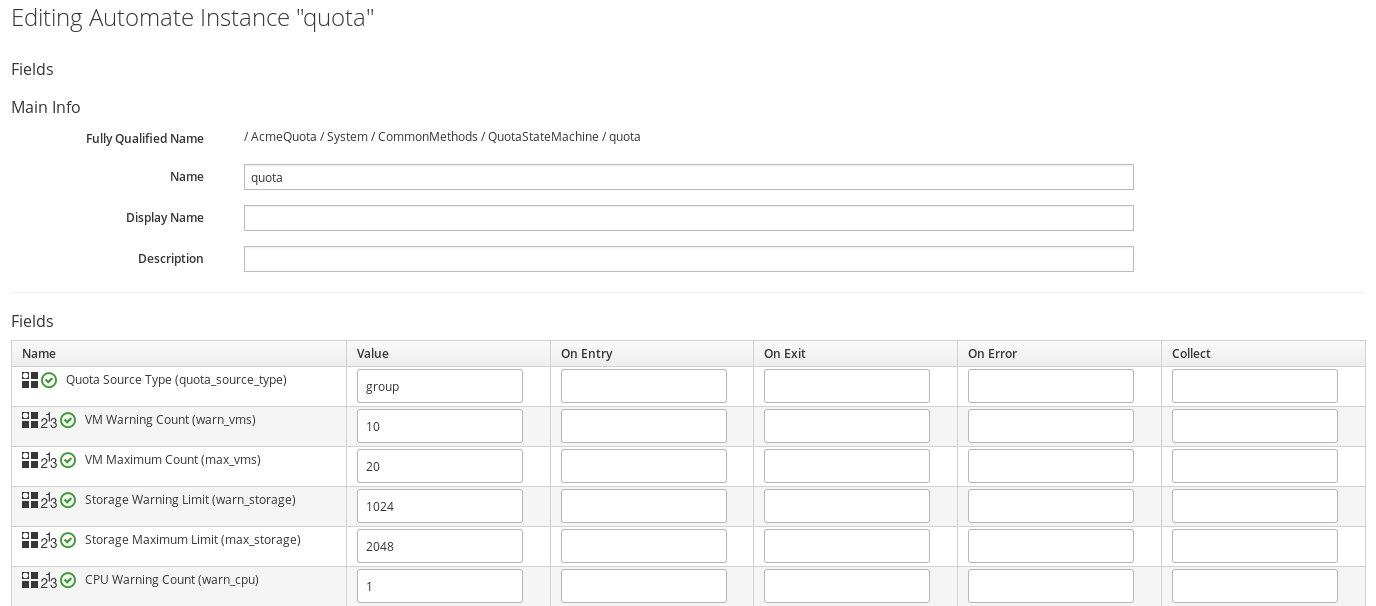 Editing Automate Instance "quota"
Fields
Main Info
Fully Qualified Name / AcmeQuota / System / CommonMethods / QuotaStateMachine / quota
Name quota
Display Name
Description
Fields
Name Value On Entry On Exit On Error Collect
Quota Source Type (quota_source_type) group
123 VM Warning Count (warn_vms) 10
123 VM Maximum Count (max_vms) 20
123 Storage Warning Limit (warn_storage) 1024
123 Storage Maximum Limit (max_storage) 2048
123 CPU Warning Count (warn_cpu) 1